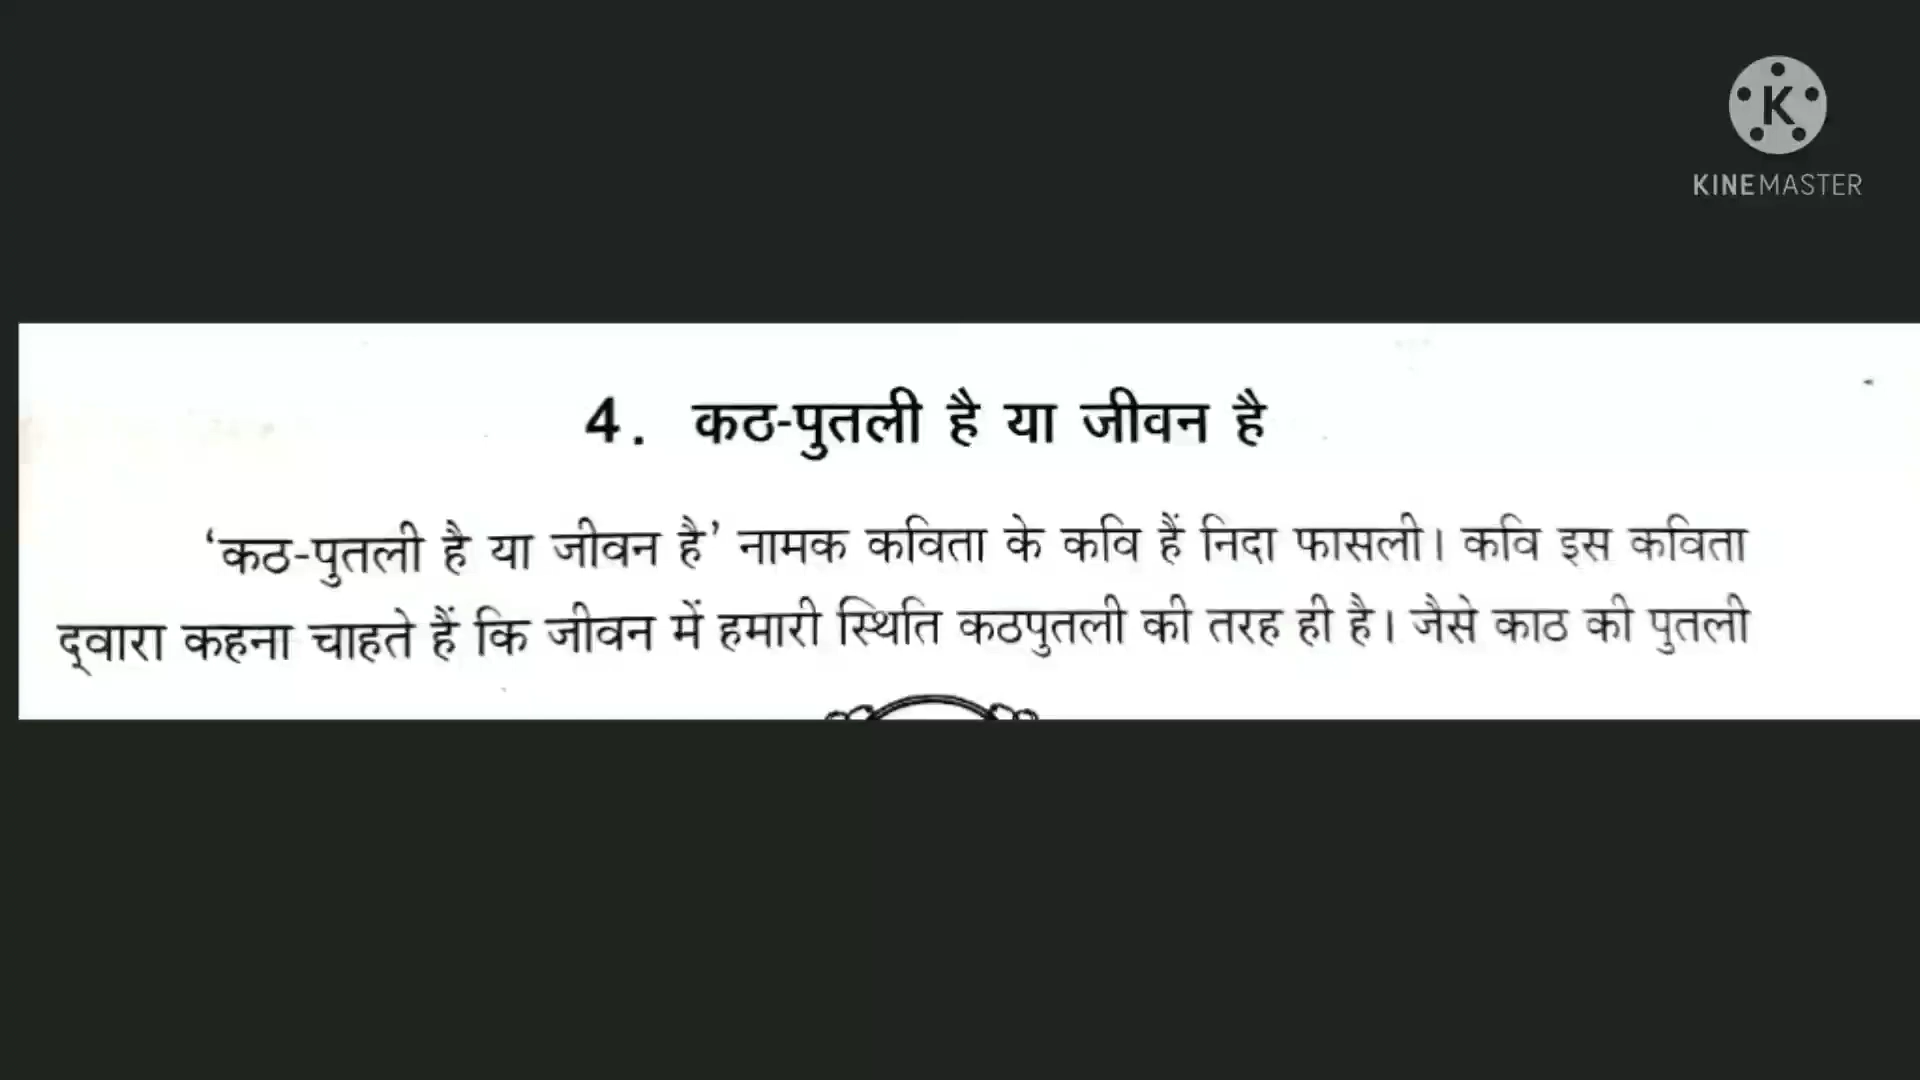 KINEMASTER
4. कठ-पुतली है या जीवन है
‘कठ-पुतली है या जीवन है’ नामक कविता के कवि हैं निदा फासली। कवि इस कविता
द्‌वारा कहना चाहते हैं कि जीवन में हमारी स्थिति कठपुतली की तरह ही है। जैसे काठ की पुतली